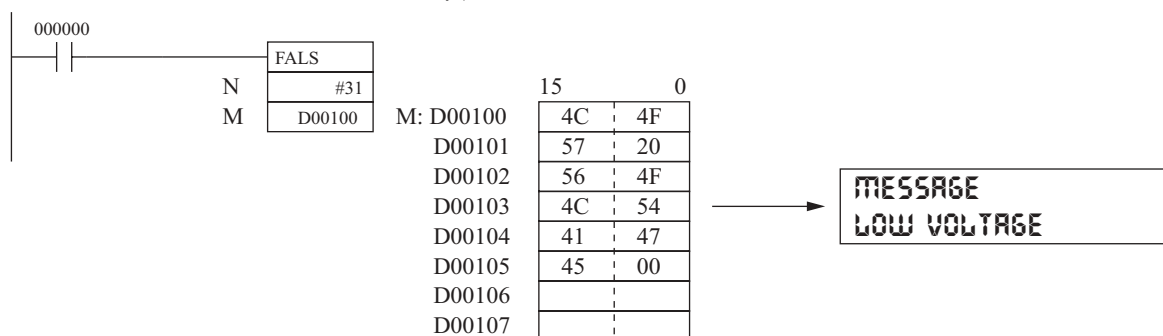 000000
FALS
N #31
M D00100
15 0
M: D00100 4C 4F
D00101 57 20
D00102 56 4F
D00103 4C 54
D00104 41 47
D00105 45 00
D00106
D00107
MESSAGE
LOW VOLTAGE